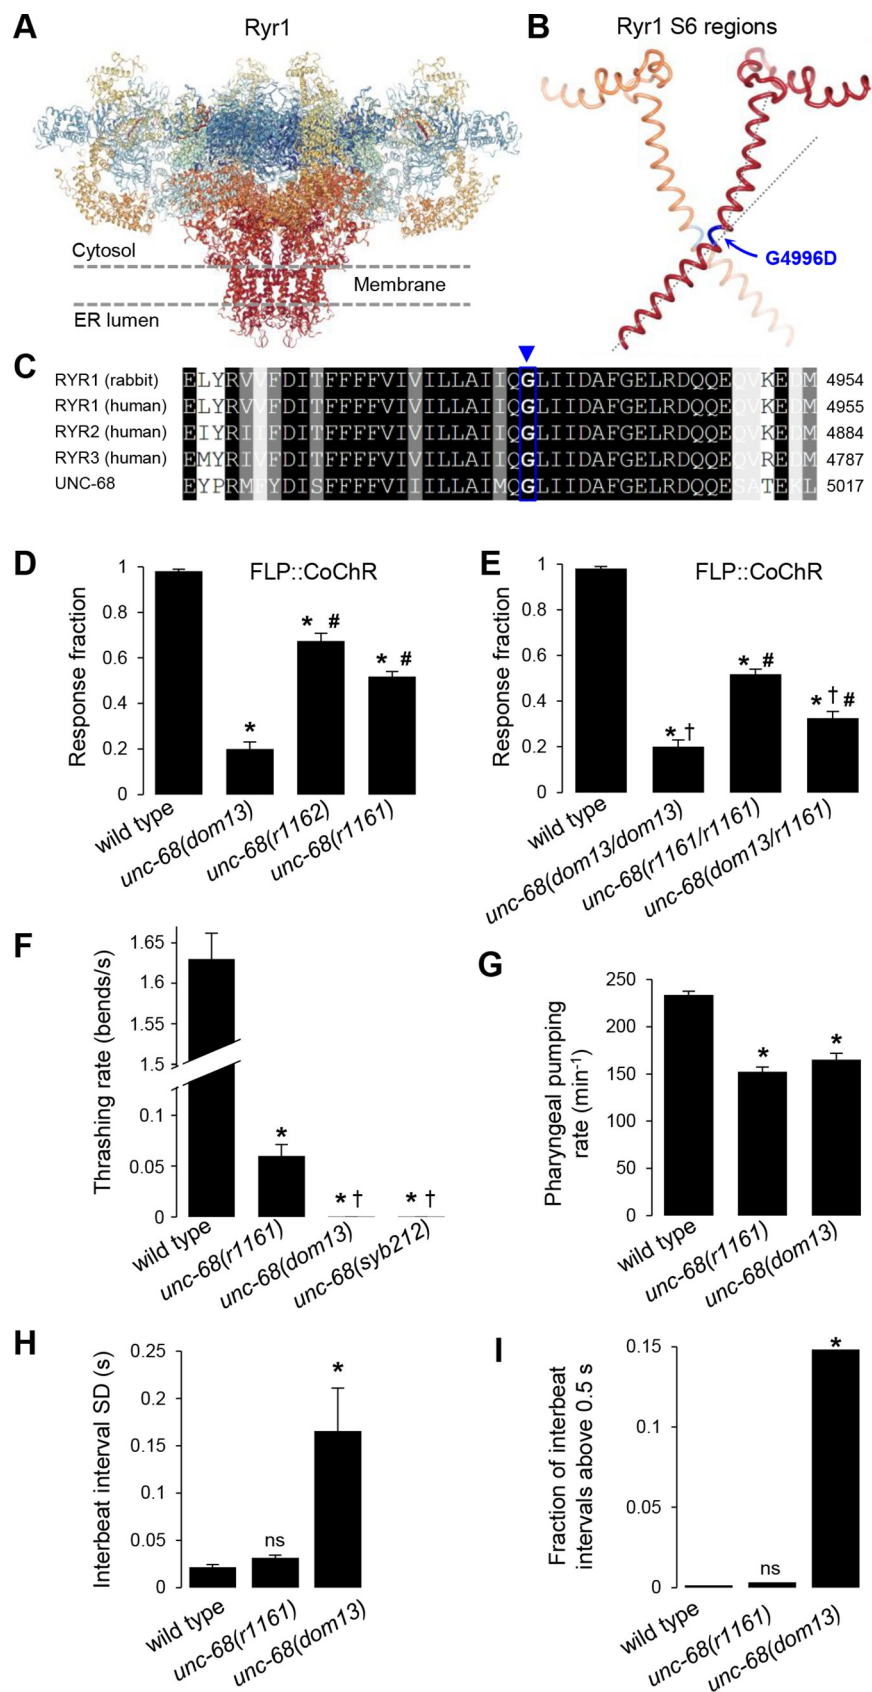 A
Ryr1
B
Ryr1 S6 regions
Cytosol
Membrane
ER lumen
G4996D
C
RYR1 (rabbit) ELYRVVFDITFFFFVIVILLAIIQGLIIDAFGELRDQQEQVKEDM 4954
RYR1 (human) ELYRVVFDITFFFFVIVILLAIIQGLIIDAFGELRDQQEQVKEDM 4955
RYR2 (human) EIYRIIFDITFFFFVIVILLAIIQGLIIDAFGELRDQQEQVKEDM 4884
RYR3 (human) EMYRIVFDITFFFFVIVILLAIIQGLIIDAFGELRDQQEQVREDM 4787
UNC-68 EYPRMFYDISFFFFVIVILLAIMQGLIIDAFGELRDQQESATEKL 5017
D
FLP::CoChR
Response fraction
1
0.8
0.6
0.4
0.2
0
* * # * #
wild type
unc-68(dom13)
unc-68(r1162)
unc-68(r1161)
E
FLP::CoChR
Response fraction
1
0.8
0.6
0.4
0.2
0
* † * # * † #
wild type
unc-68(dom13/dom13)
unc-68(r1161/r1161)
unc-68(dom13/r1161)
F
Thrashing rate (bends/s)
1.65
1.6
1.55
1.5
0.1
0.05
0
* * † * †
wild type
unc-68(r1161)
unc-68(dom13)
unc-68(syb212)
G
Pharyngeal pumping
rate (min-1)
250
200
150
100
50
0
* *
wild type
unc-68(r1161)
unc-68(dom13)
H
Interbeat interval SD (s)
0.25
0.2
0.15
0.1
0.05
0
ns *
wild type
unc-68(r1161)
unc-68(dom13)
I
Fraction of interbeat
intervals above 0.5 s
0.15
0.1
0.05
0
ns *
wild type
unc-68(r1161)
unc-68(dom13)